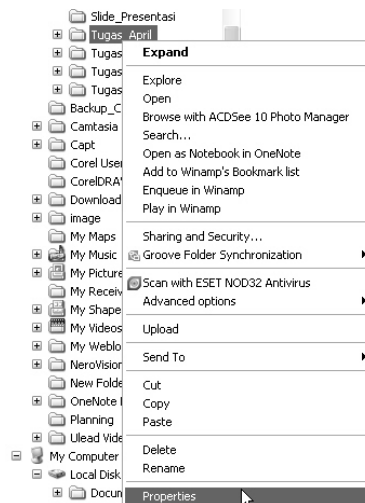 Slide_Presentasi
Tugas_April
Tugas
Tugas
Tugas
Backup_C
Camtasia
Capt
Corel User
CorelDRA
Download
image
My Maps
My Music
My Picture
My Receiv
My Shape
My Videos
My Weblo
NeroVision
New Folde
OneNote
Planning
Ulead Vide
My Computer
Local Disk
Docun
Expand
Explore
Open
Browse with ACDSee 10 Photo Manager
Search...
Open as Notebook in OneNote
Add to Winamp's Bookmark list
Enqueue in Winamp
Play in Winamp
Sharing and Security...
Groove Folder Synchronization
Scan with ESET NOD32 Antivirus
Advanced options
Upload
Send To
Cut
Copy
Paste
Delete
Rename
Properties